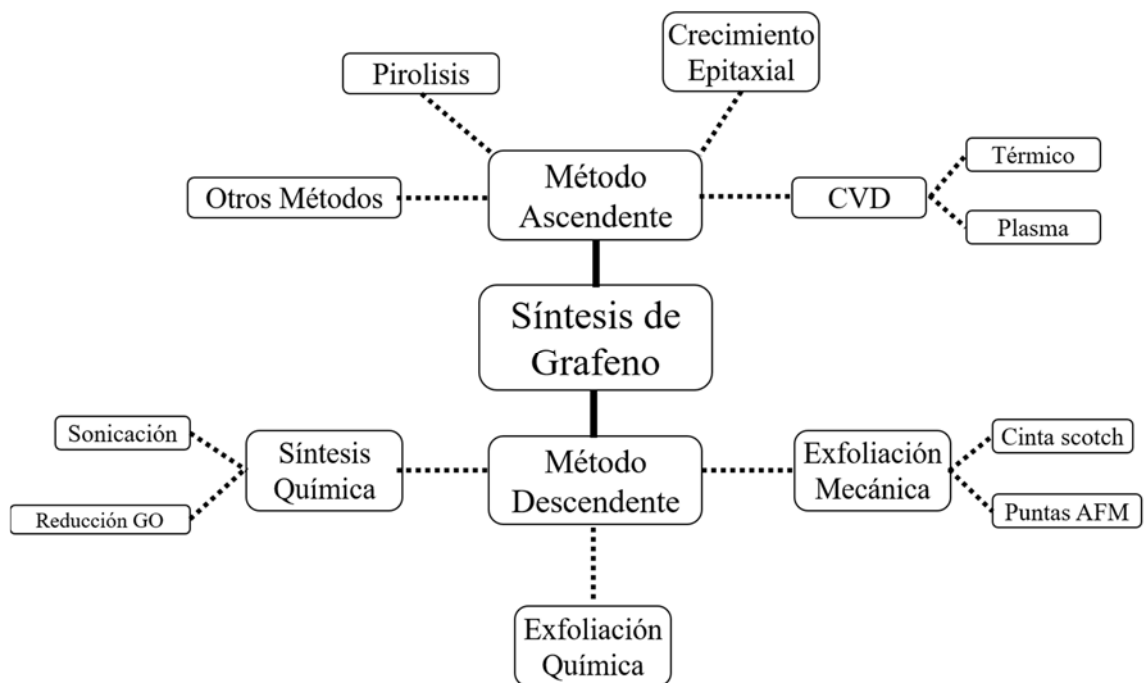 Crecimiento
Epitaxial
Pirolisis
Método
Ascendente
Otros Métodos
CVD
Térmico
Plasma
Síntesis de
Grafeno
Sonicación
Reducción GO
Síntesis
Química
Método
Descendente
Exfoliación
Mecánica
Cinta scotch
Puntas AFM
Exfoliación
Química